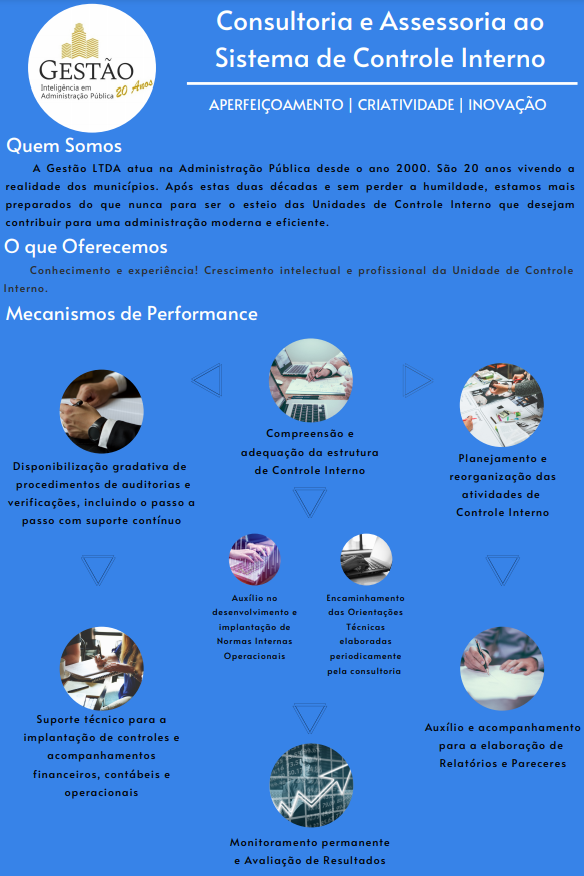 GESTÃO
Inteligência em
Administração Pública
20 Anos
Consultoria e Assessoria ao
Sistema de Controle Interno
APERFEIÇOAMENTO | CRIATIVIDADE | INOVAÇÃO
Quem Somos
A Gestão LTDA atua na Administração Pública desde o ano 2000. São 20 anos vivendo a
realidade dos municípios. Após estas duas décadas e sem perder a humildade, estamos mais
preparados do que nunca para ser o esteio das Unidades de Controle Interno que desejam
contribuir para uma administração moderna e eficiente.
O que Oferecemos
Conhecimento e experiência! Crescimento intelectual e profissional da Unidade de Controle
Interno.
Mecanismos de Performance
Compreensão e
adequação da estrutura
de Controle Interno
Disponibilização gradativa de
procedimentos de auditorias e
verificações, incluindo o passo a
passo com suporte contínuo
Planejamento e
reorganização das
atividades de
Controle Interno
Auxílio no
desenvolvimento e
implantação de
Normas Internas
Operacionais
Encaminhamento
das Orientações
Técnicas
elaboradas
periodicamente
pela consultoria
Suporte técnico para a
implantação de controles e
acompanhamentos
financeiros, contábeis e
operacionais
Auxílio e acompanhamento
para a elaboração de
Relatórios e Pareceres
Monitoramento permanente
e Avaliação de Resultados